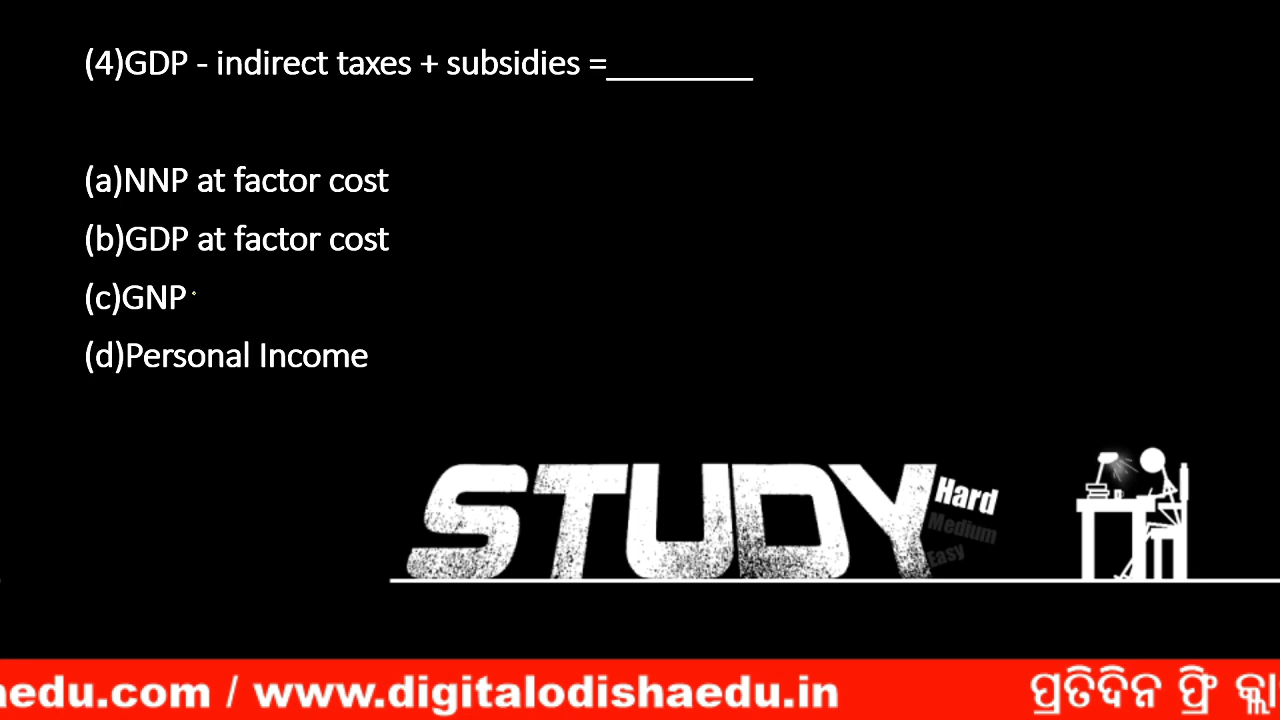 (4)GDP - indirect taxes + subsidies =________
(a)NNP at factor cost
(b)GDP at factor cost
(c)GNP
(d)Personal Income
STUDY Hard
Medium
Easy
aedu.com / www.digitalodishaedu.in ପ୍ରତିଦିନ ଫ୍ରି